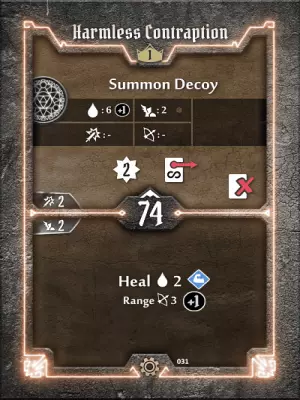 Harmless Contraption
1
Summon Decoy
: 6 +1 : 2
: - : -
2
S
2
74
2
Heal 2
Range 3 +1
031